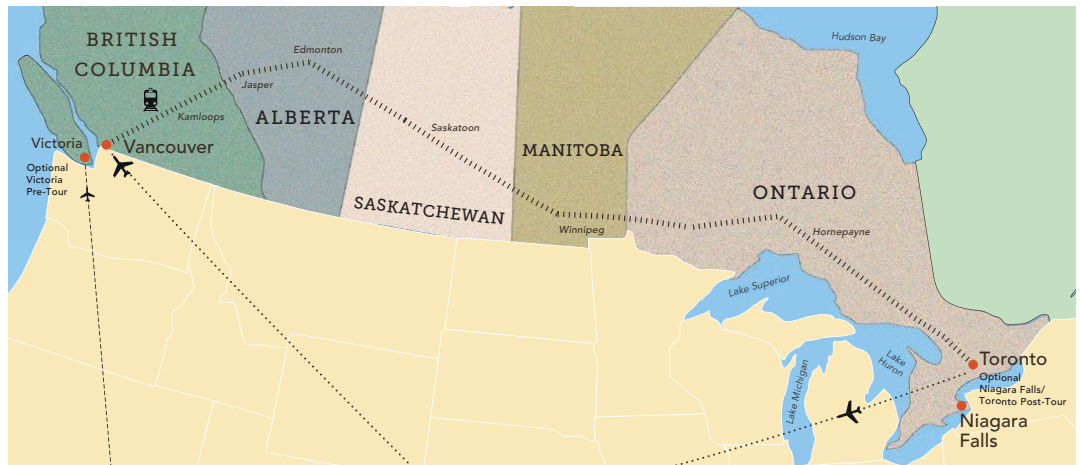 BRITISH
COLUMBIA
Edmonton
Hudson Bay
Jasper
Kamloops
ALBERTA
Saskatoon
Victoria
Vancouver
MANITOBA
Optional
Victoria
Pre-Tour
ONTARIO
SASKATCHEWAN
Winnipeg
Hornepayne
Lake Superior
Lake
Huron
Lake Michigan
Toronto
Optional
Niagara Falls/
Toronto Post-Tour
Niagara
Falls